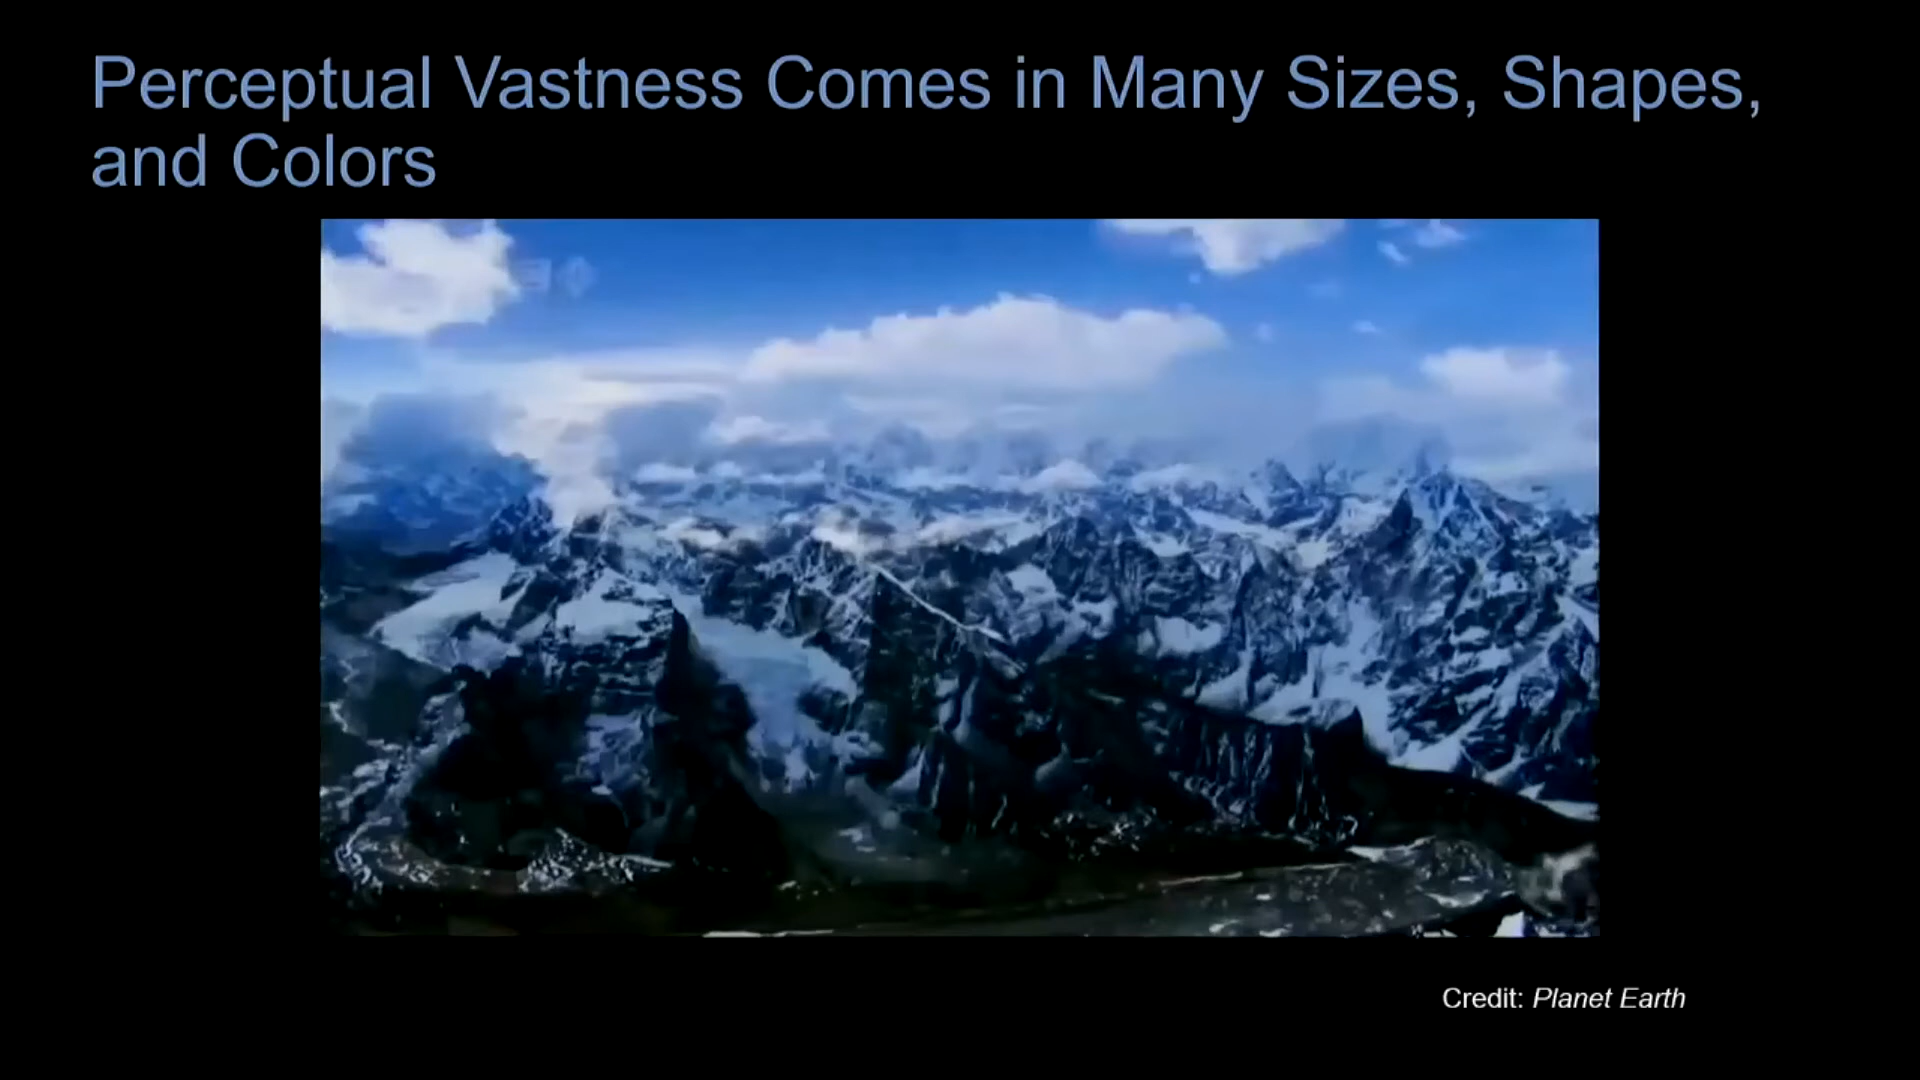 Perceptual Vastness Comes in Many Sizes, Shapes,
and Colors
Credit: Planet Earth